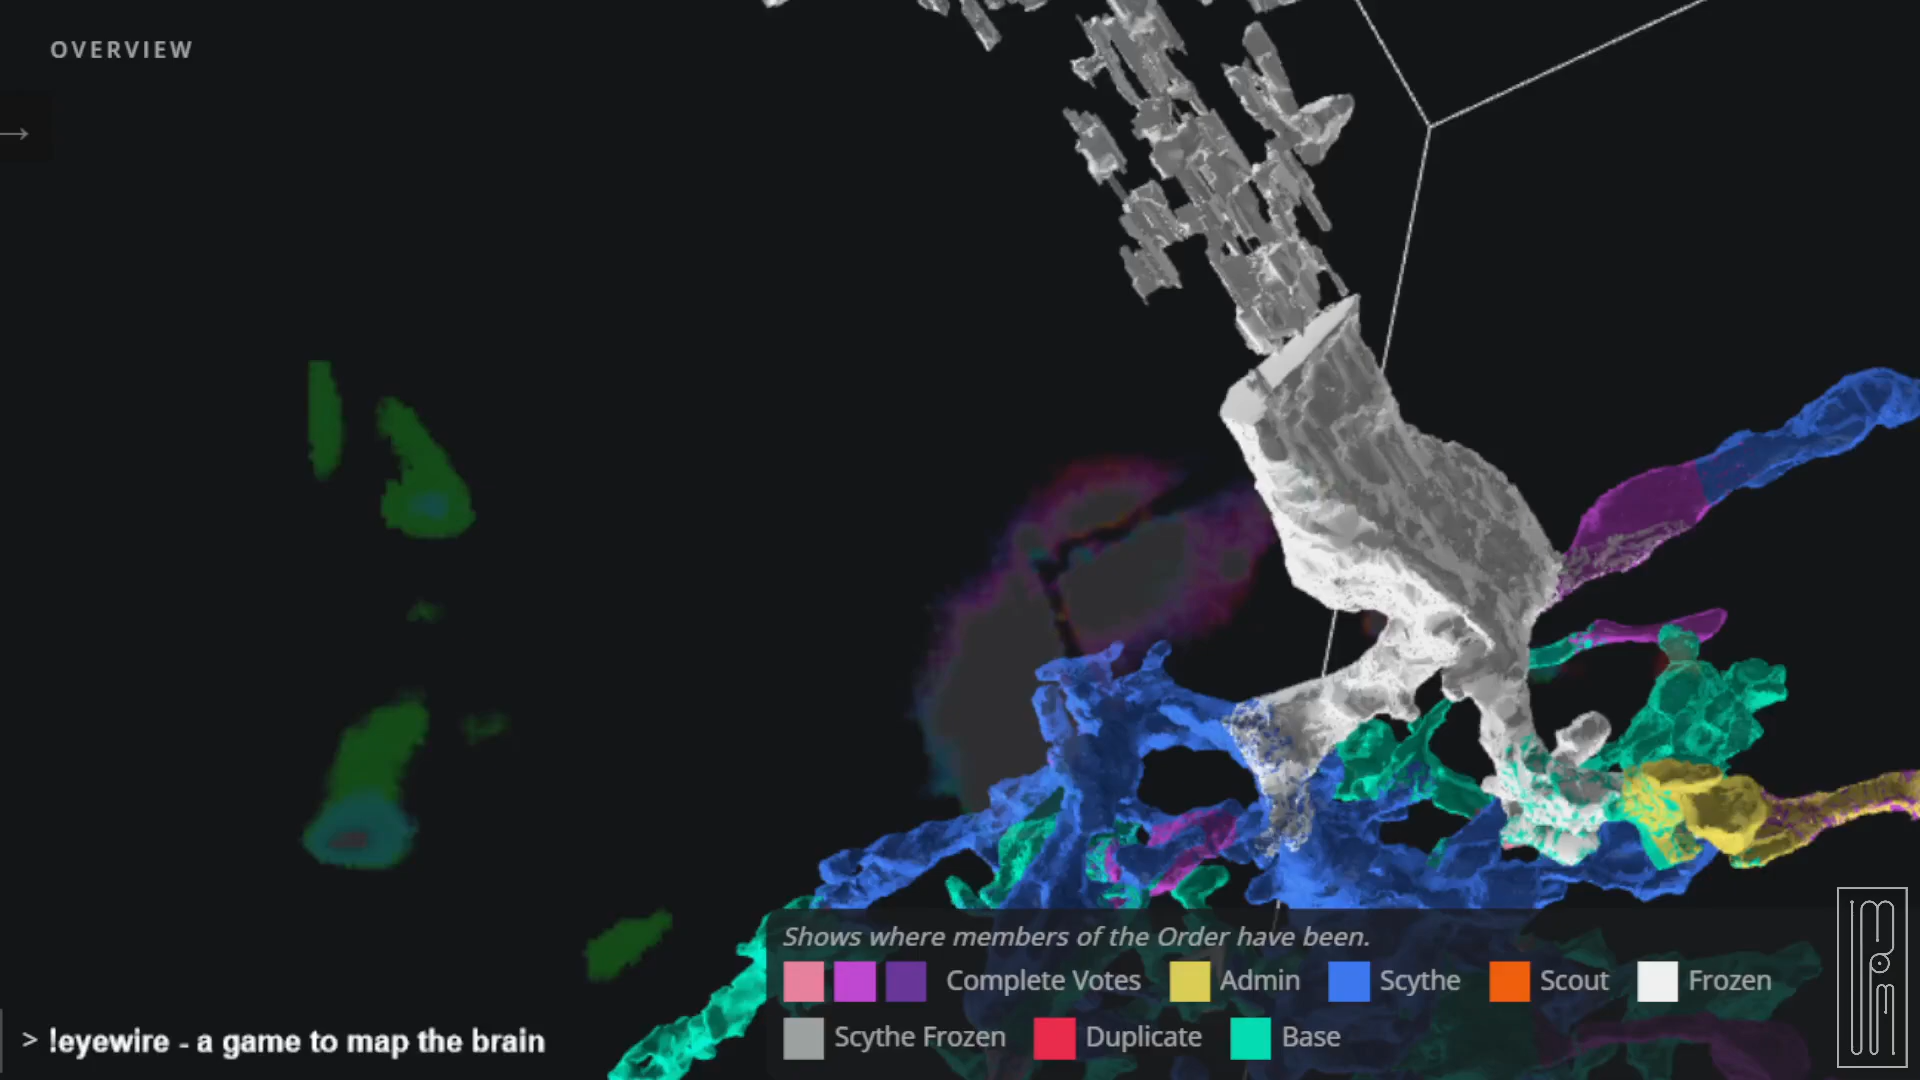 OVERVIEW
Shows where members of the Order have been.
Complete Votes Admin Scythe Scout Frozen
Scythe Frozen Duplicate Base
> !eyewire - a game to map the brain